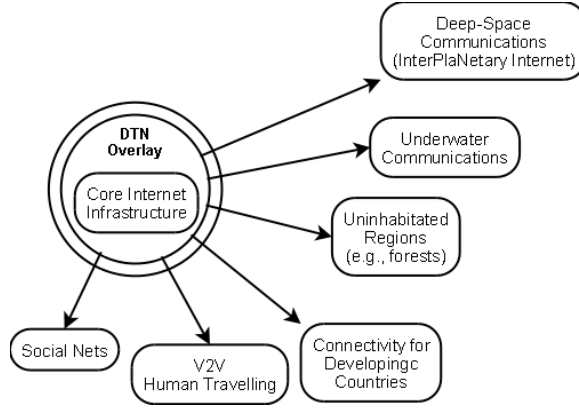 Deep-Space
Communications
(InterPlaNetary Internet)
DTN
Overlay
Underwater
Communications
Core Internet
Infrastructure
Uninhabitated
Regions
(e.g., forests)
Social Nets
V2V
Human Travelling
Connectivity for
Developingc
Countries